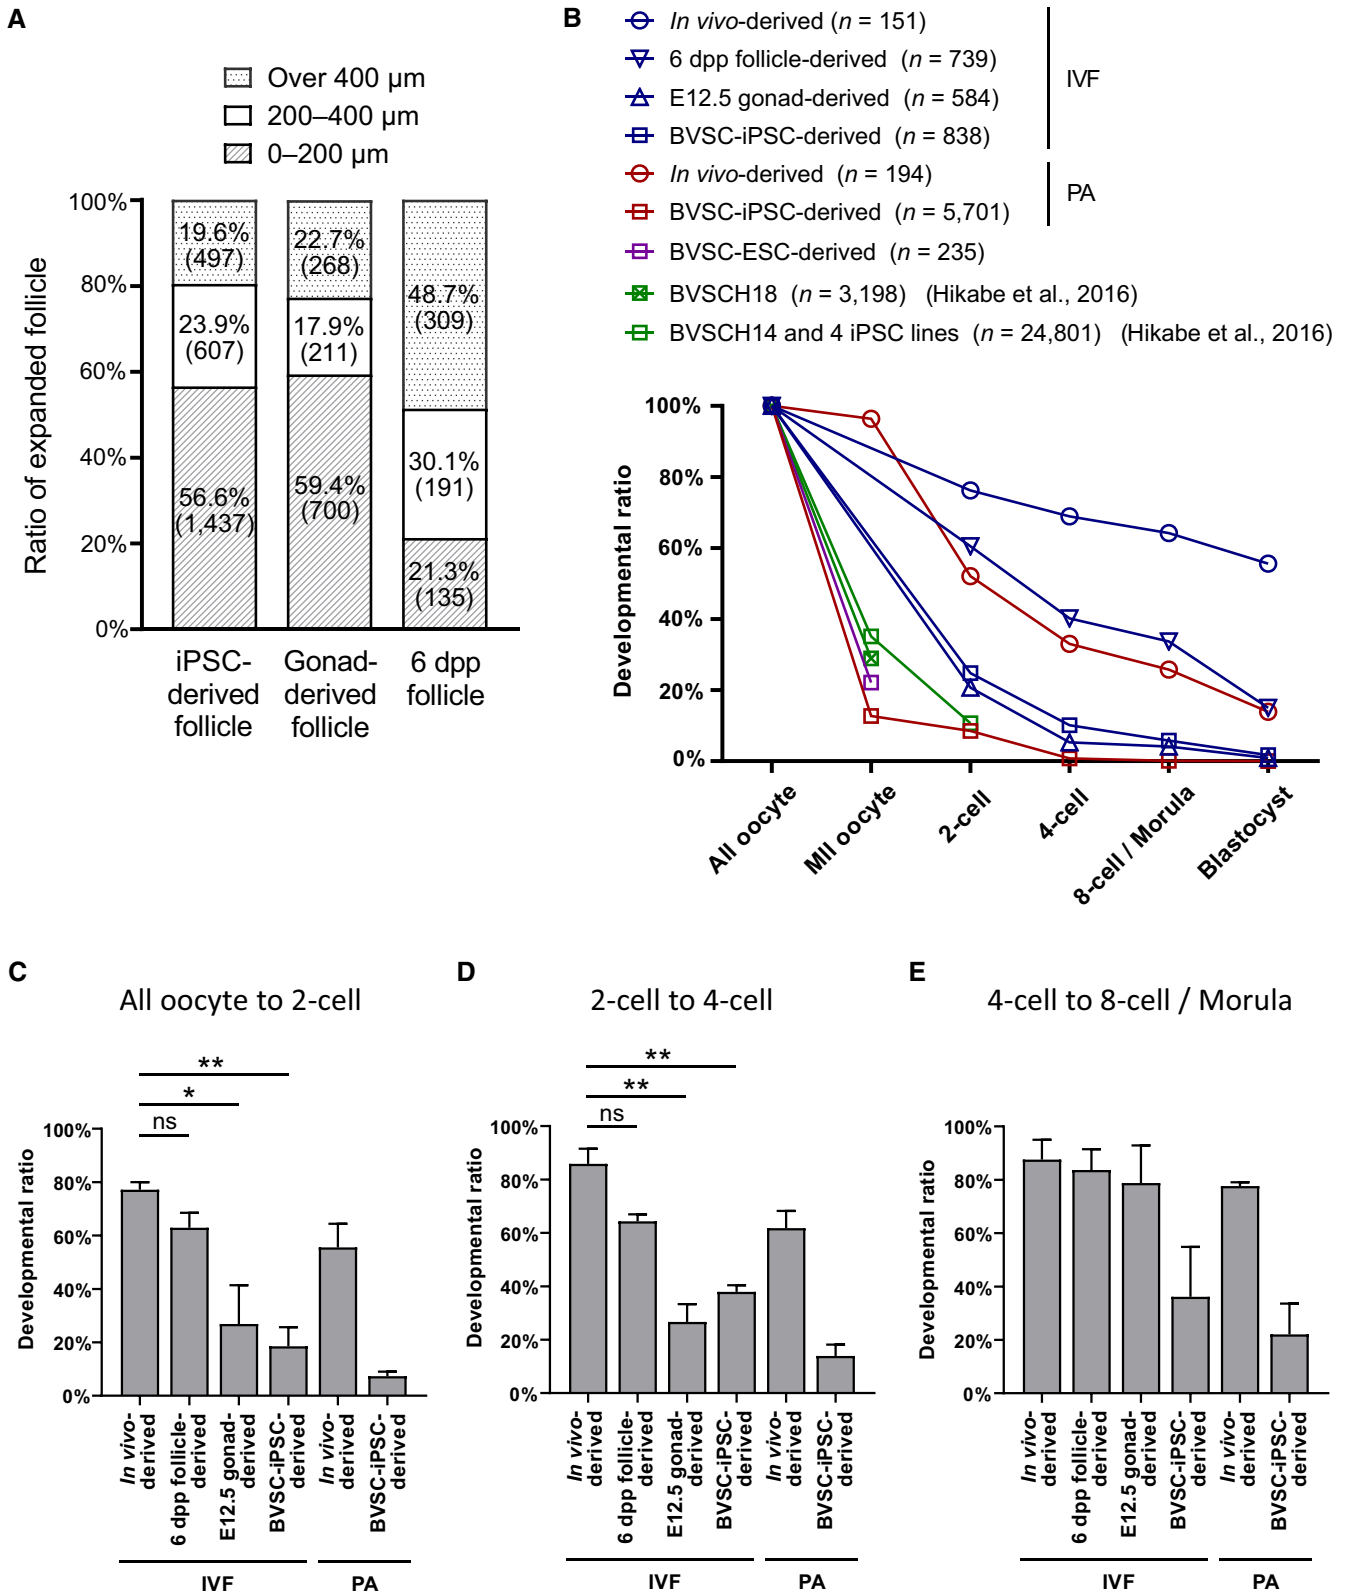 A
Over 400 µm
200–400 µm
0–200 µm
Ratio of expanded follicle
100%
80%
60%
40%
20%
0%
19.6%
(497)
23.9%
(607)
56.6%
(1,437)
22.7%
(268)
17.9%
(211)
59.4%
(700)
48.7%
(309)
30.1%
(191)
21.3%
(135)
iPSC-
derived
follicle
Gonad-
derived
follicle
6 dpp
follicle
B
In vivo-derived (n = 151)
6 dpp follicle-derived (n = 739)
E12.5 gonad-derived (n = 584)
BVSC-iPSC-derived (n = 838)
IVF
In vivo-derived (n = 194)
BVSC-iPSC-derived (n = 5,701)
PA
BVSC-ESC-derived (n = 235)
BVSCH18 (n = 3,198) (Hikabe et al., 2016)
BVSCH14 and 4 iPSC lines (n = 24,801) (Hikabe et al., 2016)
Developmental ratio
100%
80%
60%
40%
20%
0%
All oocyte
MII oocyte
2-cell
4-cell
8-cell / Morula
Blastocyst
C
All oocyte to 2-cell
**
*
ns
Developmental ratio
100%
80%
60%
40%
20%
0%
In vivo-
derived
6 dpp follicle-
derived
E12.5 gonad-
derived
BVSC-iPSC-
derived
In vivo-
derived
BVSC-iPSC-
derived
IVF
PA
D
2-cell to 4-cell
**
**
ns
Developmental ratio
100%
80%
60%
40%
20%
0%
In vivo-
derived
6 dpp follicle-
derived
E12.5 gonad-
derived
BVSC-iPSC-
derived
In vivo-
derived
BVSC-iPSC-
derived
IVF
PA
E
4-cell to 8-cell / Morula
Developmental ratio
100%
80%
60%
40%
20%
0%
In vivo-
derived
6 dpp follicle-
derived
E12.5 gonad-
derived
BVSC-iPSC-
derived
In vivo-
derived
BVSC-iPSC-
derived
IVF
PA